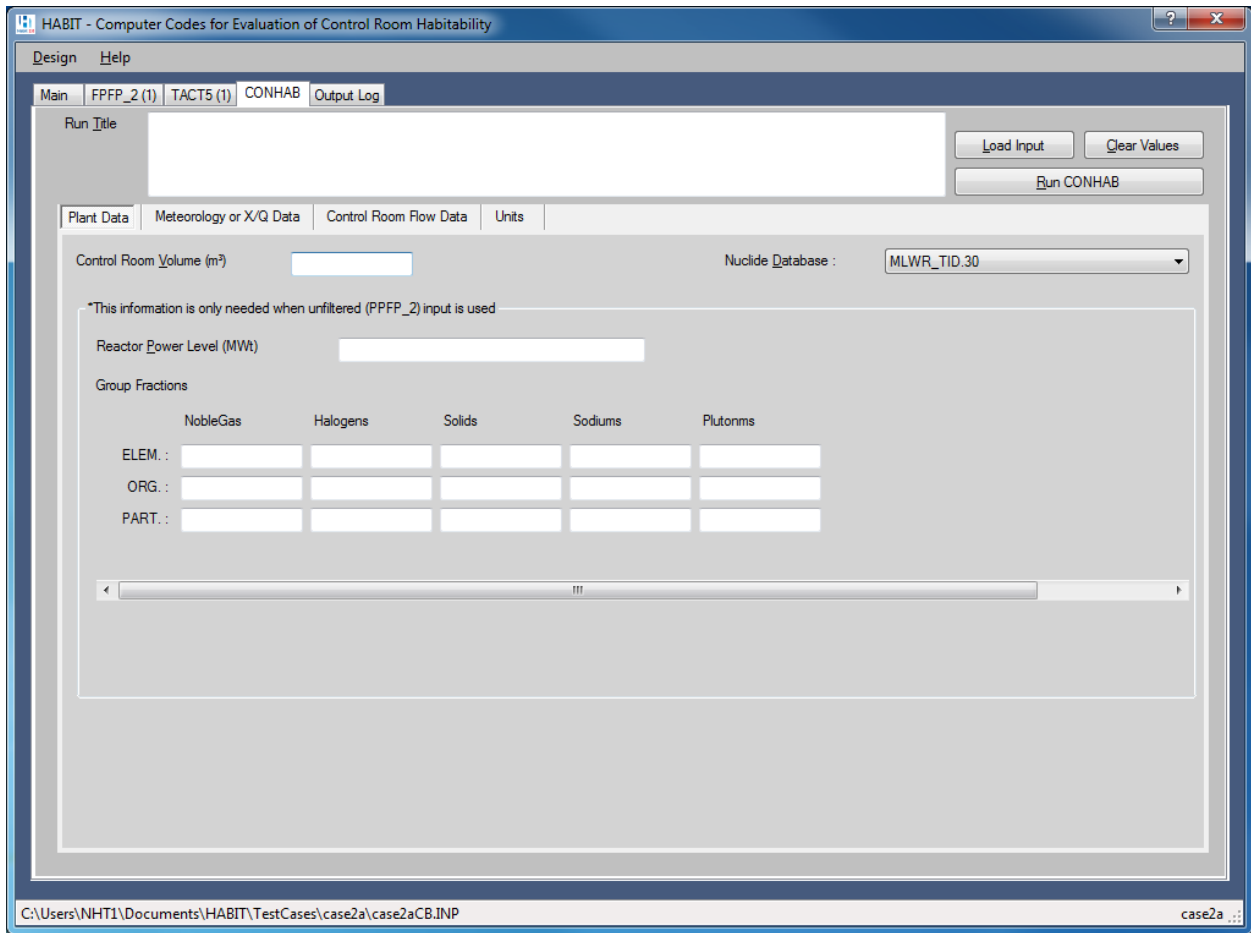 HABIT - Computer Codes for Evaluation of Control Room Habitability
Design Help
Main FPFP_2 (1) TACT5 (1) CONHAB Output Log
Run Title
Load Input Clear Values
Run CONHAB
Plant Data Meteorology or X/Q Data Control Room Flow Data Units
Control Room Volume (m³) Nuclide Database : MLWR_TID.30
*This information is only needed when unfiltered (PPFP_2) input is used
Reactor Power Level (MWt)
Group Fractions
NobleGas Halogens Solids Sodiums Plutonms
ELEM. :
ORG. :
PART. :
C:\Users\NHT1\Documents\HABIT\TestCases\case2a\case2aCB.INP case2a